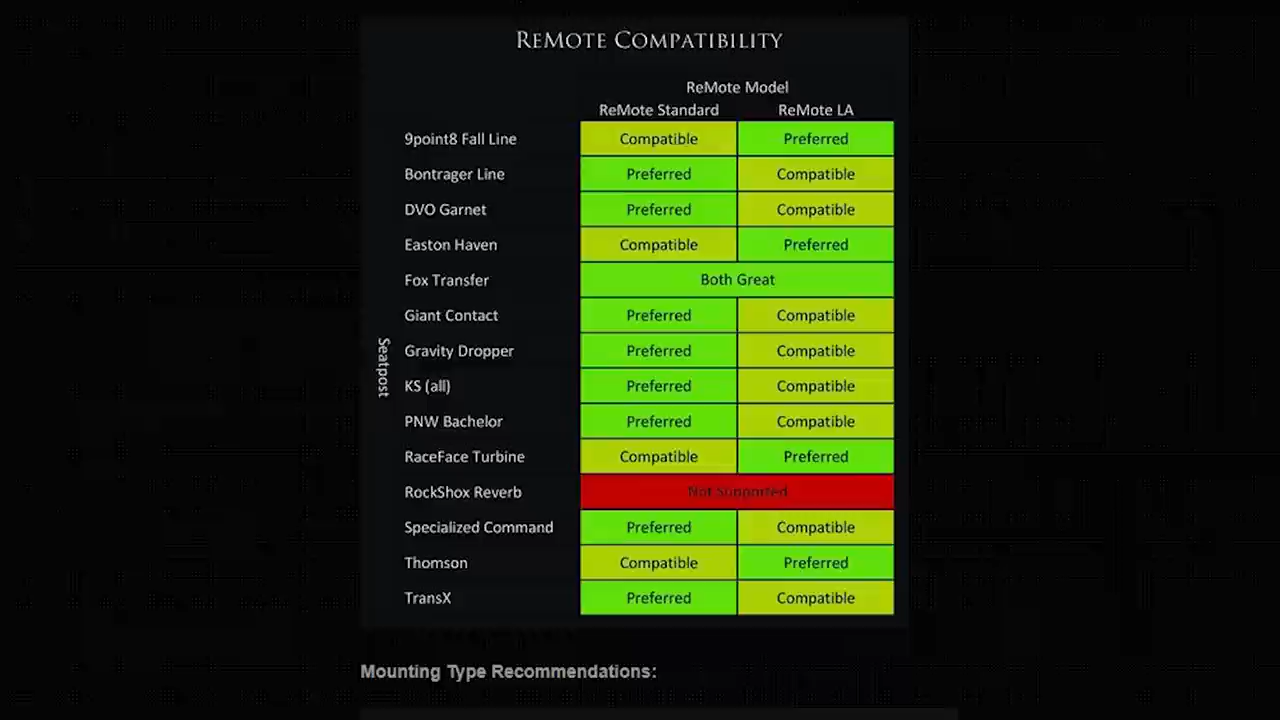 ReMote Compatibility
ReMote Model
ReMote Standard ReMote LA
9point8 Fall Line Compatible Preferred
Bontrager Line Preferred Compatible
DVO Garnet Preferred Compatible
Easton Haven Compatible Preferred
Fox Transfer Both Great
Giant Contact Preferred Compatible
Gravity Dropper Preferred Compatible
Seatpost
KS (all) Preferred Compatible
PNW Bachelor Preferred Compatible
RaceFace Turbine Compatible Preferred
RockShox Reverb Not Supported
Specialized Command Preferred Compatible
Thomson Compatible Preferred
TransX Preferred Compatible
Mounting Type Recommendations: